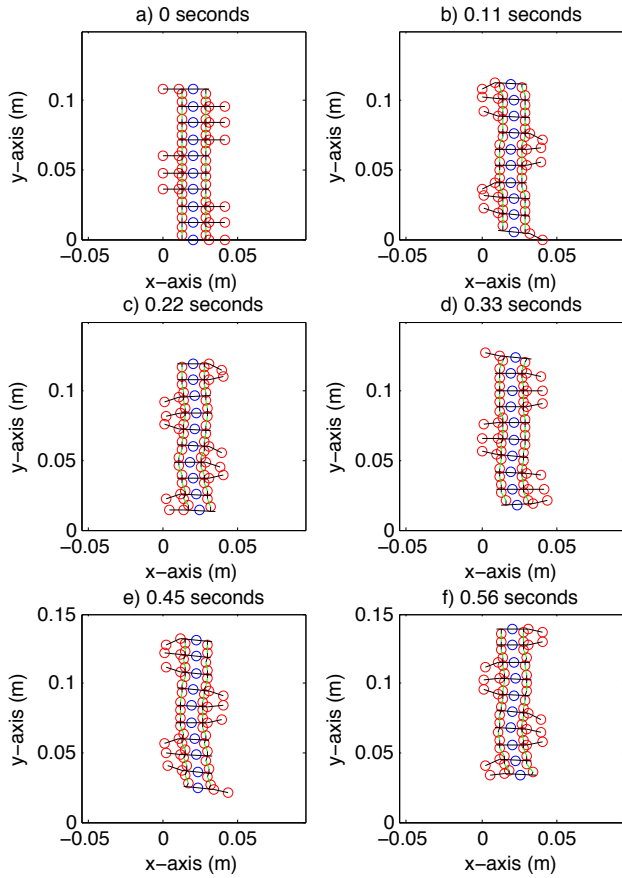 a) 0 seconds
y−axis (m)
0.1
0.05
0
−0.05 0 0.05
x−axis (m)
b) 0.11 seconds
y−axis (m)
0.1
0.05
0
−0.05 0 0.05
x−axis (m)
c) 0.22 seconds
y−axis (m)
0.1
0.05
0
−0.05 0 0.05
x−axis (m)
d) 0.33 seconds
y−axis (m)
0.1
0.05
0
−0.05 0 0.05
x−axis (m)
e) 0.45 seconds
y−axis (m)
0.15
0.1
0.05
0
−0.05 0 0.05
x−axis (m)
f) 0.56 seconds
y−axis (m)
0.15
0.1
0.05
0
−0.05 0 0.05
x−axis (m)